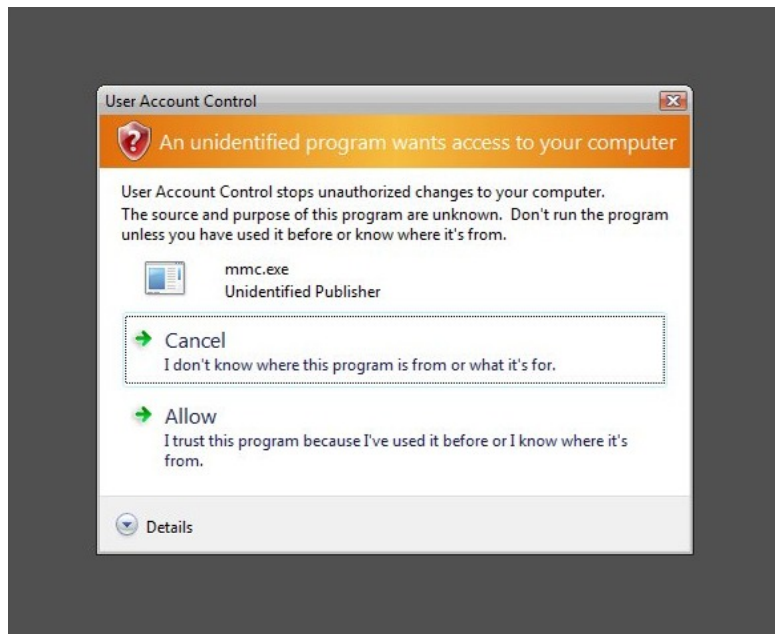 User Account Control
An unidentified program wants access to your computer
User Account Control stops unauthorized changes to your computer.
The source and purpose of this program are unknown.  Don't run the program
unless you have used it before or know where it's from.
mmc.exe
Unidentified Publisher
Cancel
I don't know where this program is from or what it's for.
Allow
I trust this program because I've used it before or I know where it's
from.
Details